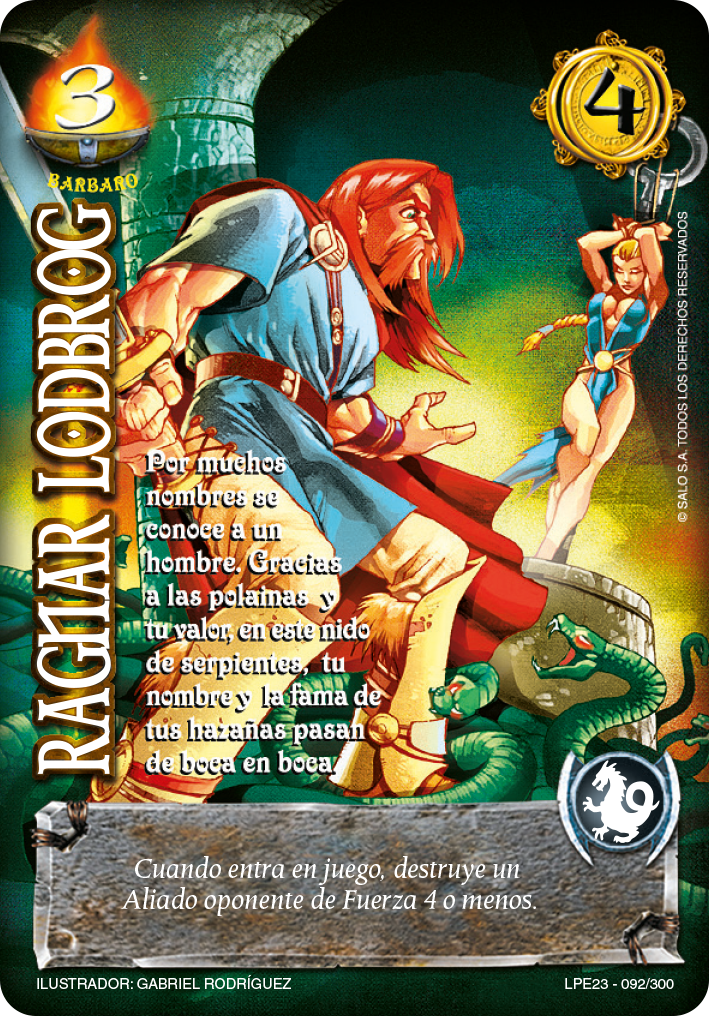 3
4
BARBARO
RAGNAR LODBROG
© SALO S.A. TODOS LOS DERECHOS RESERVADOS
Por muchos
nombres se
conoce a un
hombre. Gracias
a las polainas y
tu valor, en este nido
de serpientes, tu
nombre y la fama de
tus hazañas pasan
de boca en boca.
Cuando entra en juego, destruye un
Aliado oponente de Fuerza 4 o menos.
ILUSTRADOR: GABRIEL RODRÍGUEZ
LPE23 - 092/300